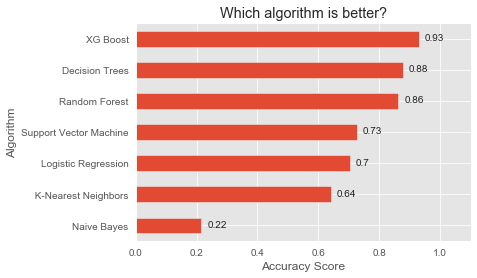 Which algorithm is better?
XG Boost
0.93
Decision Trees
0.88
Random Forest
0.86
Support Vector Machine
0.73
Logistic Regression
0.7
K-Nearest Neighbors
0.64
Naive Bayes
0.22
Algorithm
0.0 0.2 0.4 0.6 0.8 1.0
Accuracy Score